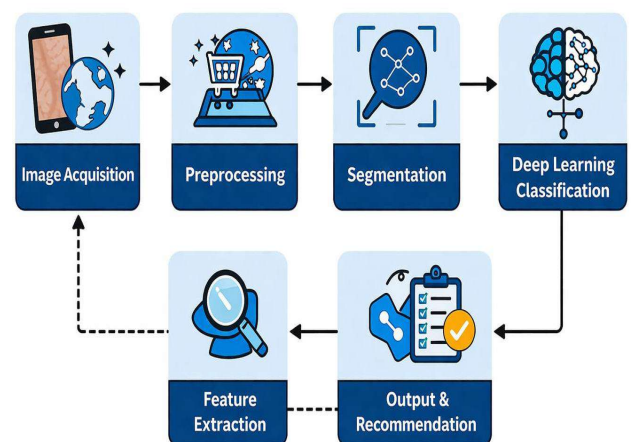 Image Acquisition
Preprocessing
Segmentation
Deep Learning
Classification
Feature
Extraction
Output &
Recommendation